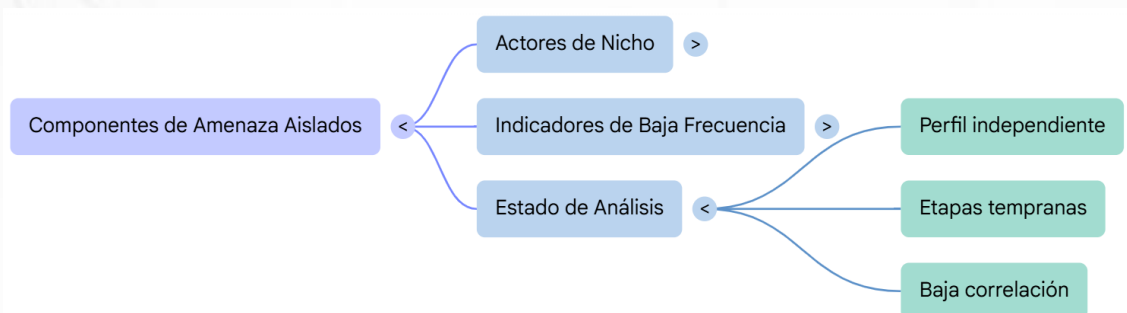 Componentes de Amenaza Aislados
<
Actores de Nicho
>
Indicadores de Baja Frecuencia
>
Estado de Análisis
<
Perfil independiente
Etapas tempranas
Baja correlación